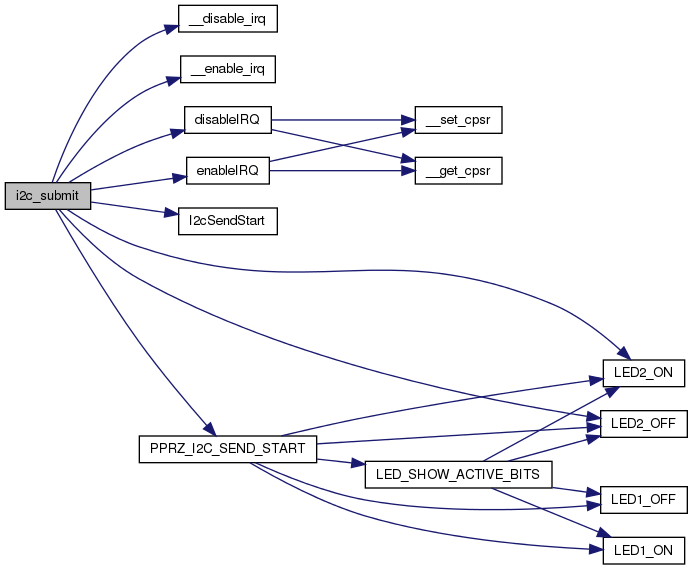 __disable_irq
__enable_irq
disableIRQ
__set_cpsr
enableIRQ
__get_cpsr
i2c_submit
I2cSendStart
LED2_ON
LED2_OFF
PPRZ_I2C_SEND_START
LED_SHOW_ACTIVE_BITS
LED1_OFF
LED1_ON